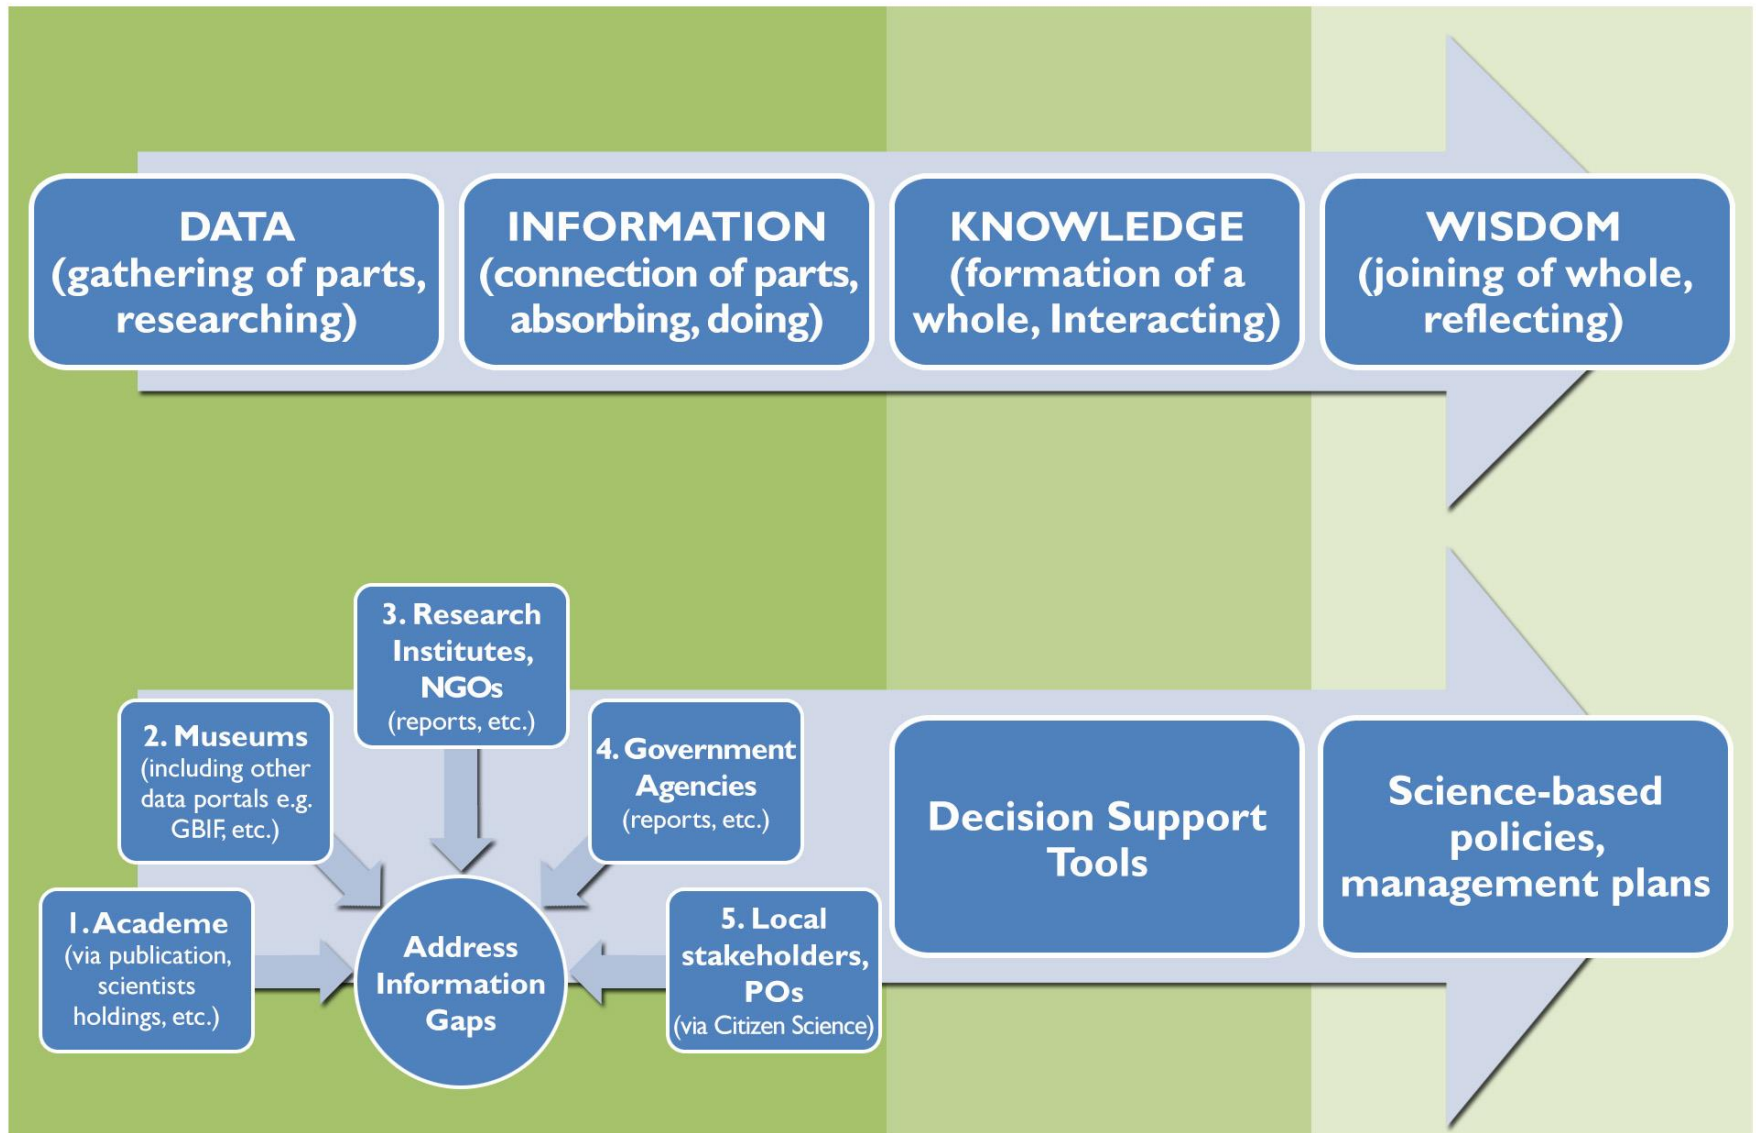 DATA
(gathering of parts,
researching)
INFORMATION
(connection of parts,
absorbing, doing)
KNOWLEDGE
(formation of a
whole, Interacting)
WISDOM
(joining of whole,
reflecting)
3. Research
Institutes,
NGOs
(reports, etc.)
2. Museums
(including other
data portals e.g.
GBIF, etc.)
4. Government
Agencies
(reports, etc.)
1. Academe
(via publication,
scientists
holdings, etc.)
Address
Information
Gaps
5. Local
stakeholders,
POs
(via Citizen Science)
Decision Support
Tools
Science-based
policies,
management plans